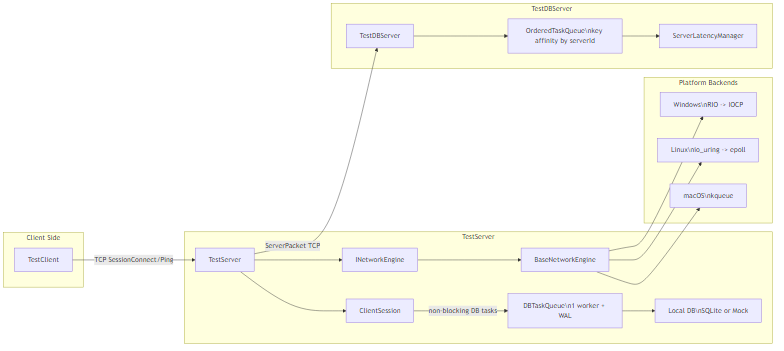 TestDBServer
TestDBServer
OrderedTaskQueue\nkey
affinity by serverId
ServerLatencyManager
Platform Backends
Windows\nRIO -> IOCP
Linux\nio_uring -> epoll
macOS\nkqueue
Client Side
TestClient
TCP SessionConnect/Ping
TestServer
TestServer
ServerPacket TCP
INetworkEngine
BaseNetworkEngine
ClientSession
non-blocking DB tasks
DBTaskQueue\n1 worker +
WAL
Local DB\nSQLite or Mock